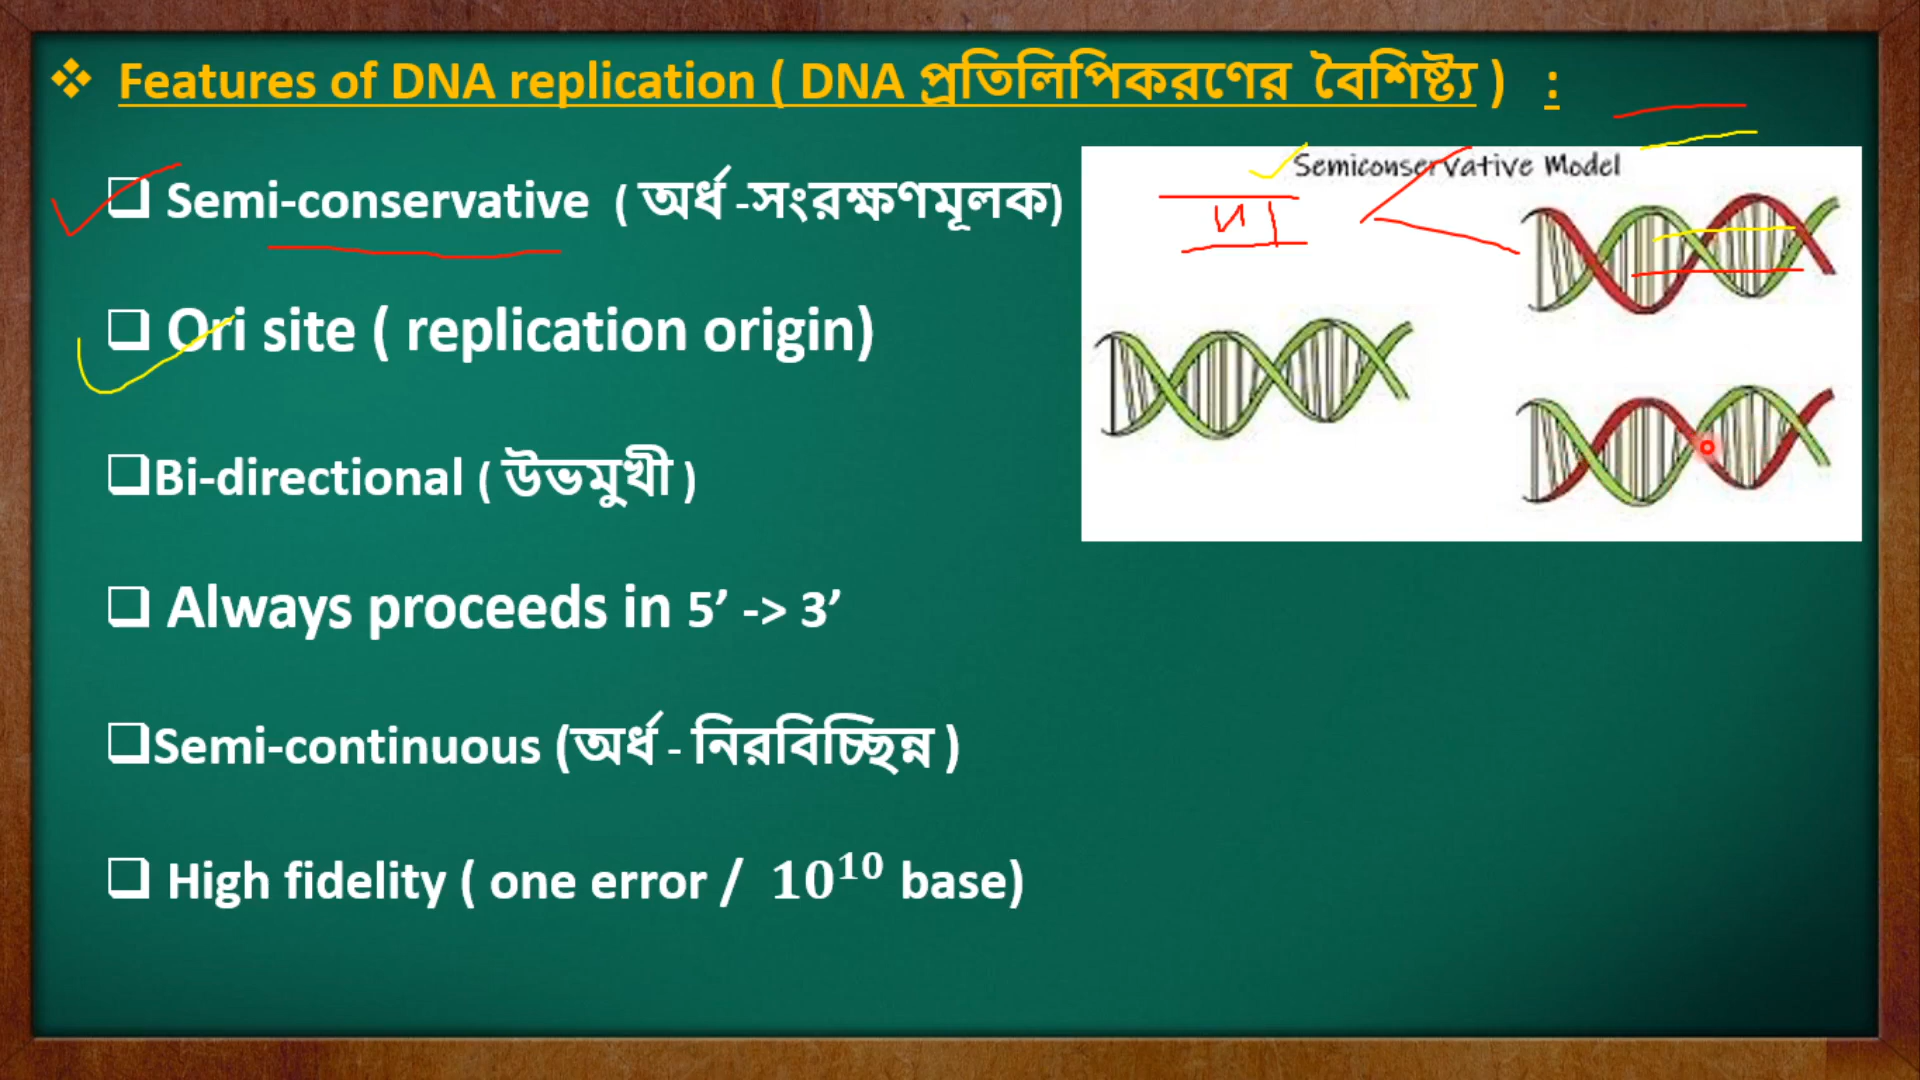 ❖ Features of DNA replication ( DNA প্রতিলিপিকরণের বৈশিষ্ট্য ) :
❑ Semi-conservative ( অর্ধ -সংরক্ষণমূলক)
Semiconservative Model
❑ Ori site ( replication origin)
❑Bi-directional ( উভমুখী )
❑ Always proceeds in 5’ -> 3’
❑Semi-continuous (অর্ধ - নিরবিচ্ছিন্ন )
❑ High fidelity ( one error / 10¹⁰ base)